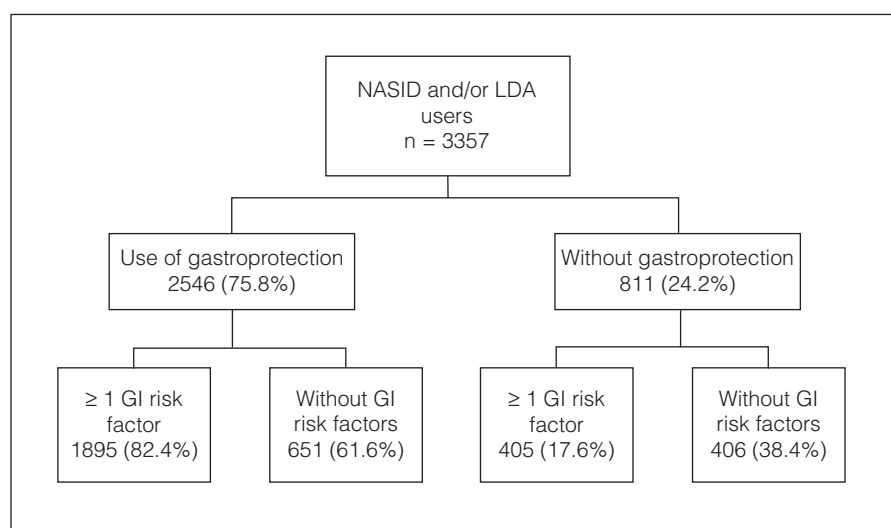 NASID and/or LDA
users
n = 3357
Use of gastroprotection
2546 (75.8%)
Without gastroprotection
811 (24.2%)
≥ 1 GI risk
factor
1895 (82.4%)
Without GI
risk factors
651 (61.6%)
≥ 1 GI risk
factor
405 (17.6%)
Without GI
risk factors
406 (38.4%)